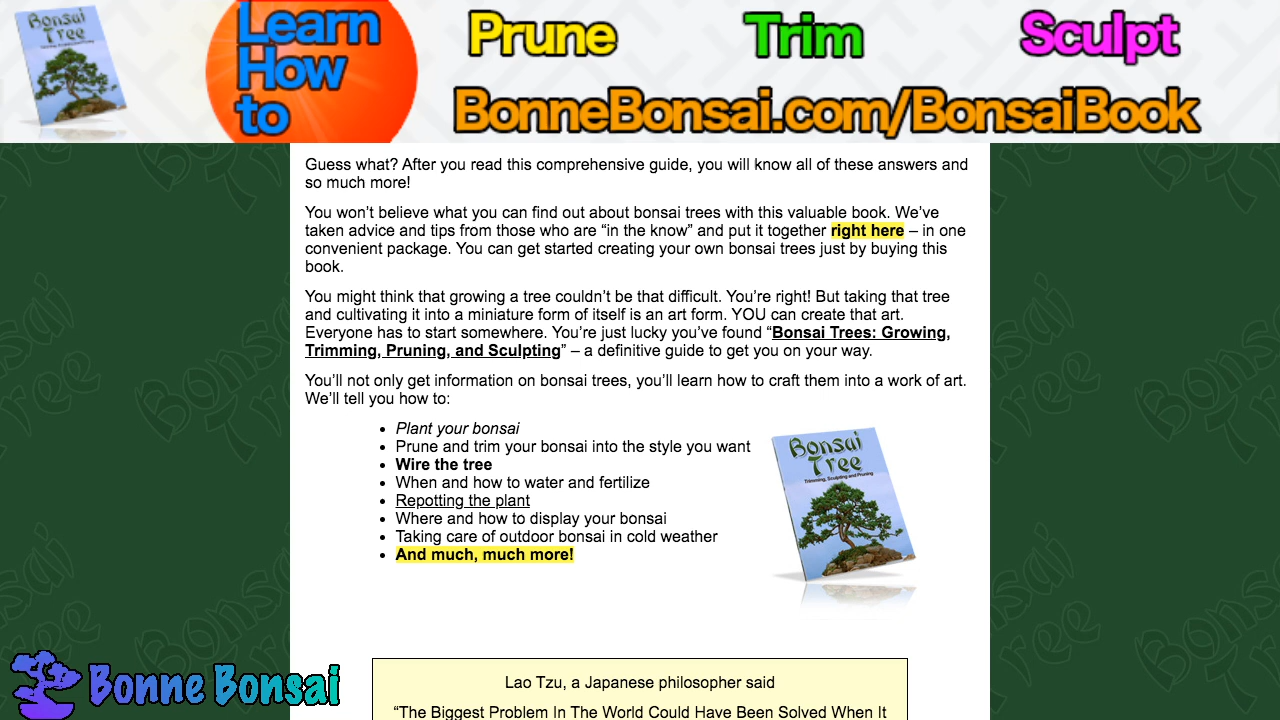 Bonsai
Tree
Learn
How
to
Prune
Trim
Sculpt
BonneBonsai.com/BonsaiBook
Guess what? After you read this comprehensive guide, you will know all of these answers and
so much more!
You won’t believe what you can find out about bonsai trees with this valuable book. We’ve
taken advice and tips from those who are “in the know” and put it together right here – in one
convenient package. You can get started creating your own bonsai trees just by buying this
book.
You might think that growing a tree couldn’t be that difficult. You’re right! But taking that tree
and cultivating it into a miniature form of itself is an art form. YOU can create that art.
Everyone has to start somewhere. You’re just lucky you’ve found “Bonsai Trees: Growing,
Trimming, Pruning, and Sculpting” – a definitive guide to get you on your way.
You’ll not only get information on bonsai trees, you’ll learn how to craft them into a work of art.
We’ll tell you how to:
Plant your bonsai
Prune and trim your bonsai into the style you want
Wire the tree
When and how to water and fertilize
Repotting the plant
Where and how to display your bonsai
Taking care of outdoor bonsai in cold weather
And much, much more!
Bonsai
Tree
Trimming, Sculpting and Pruning
Lao Tzu, a Japanese philosopher said
“The Biggest Problem In The World Could Have Been Solved When It
Bonne Bonsai